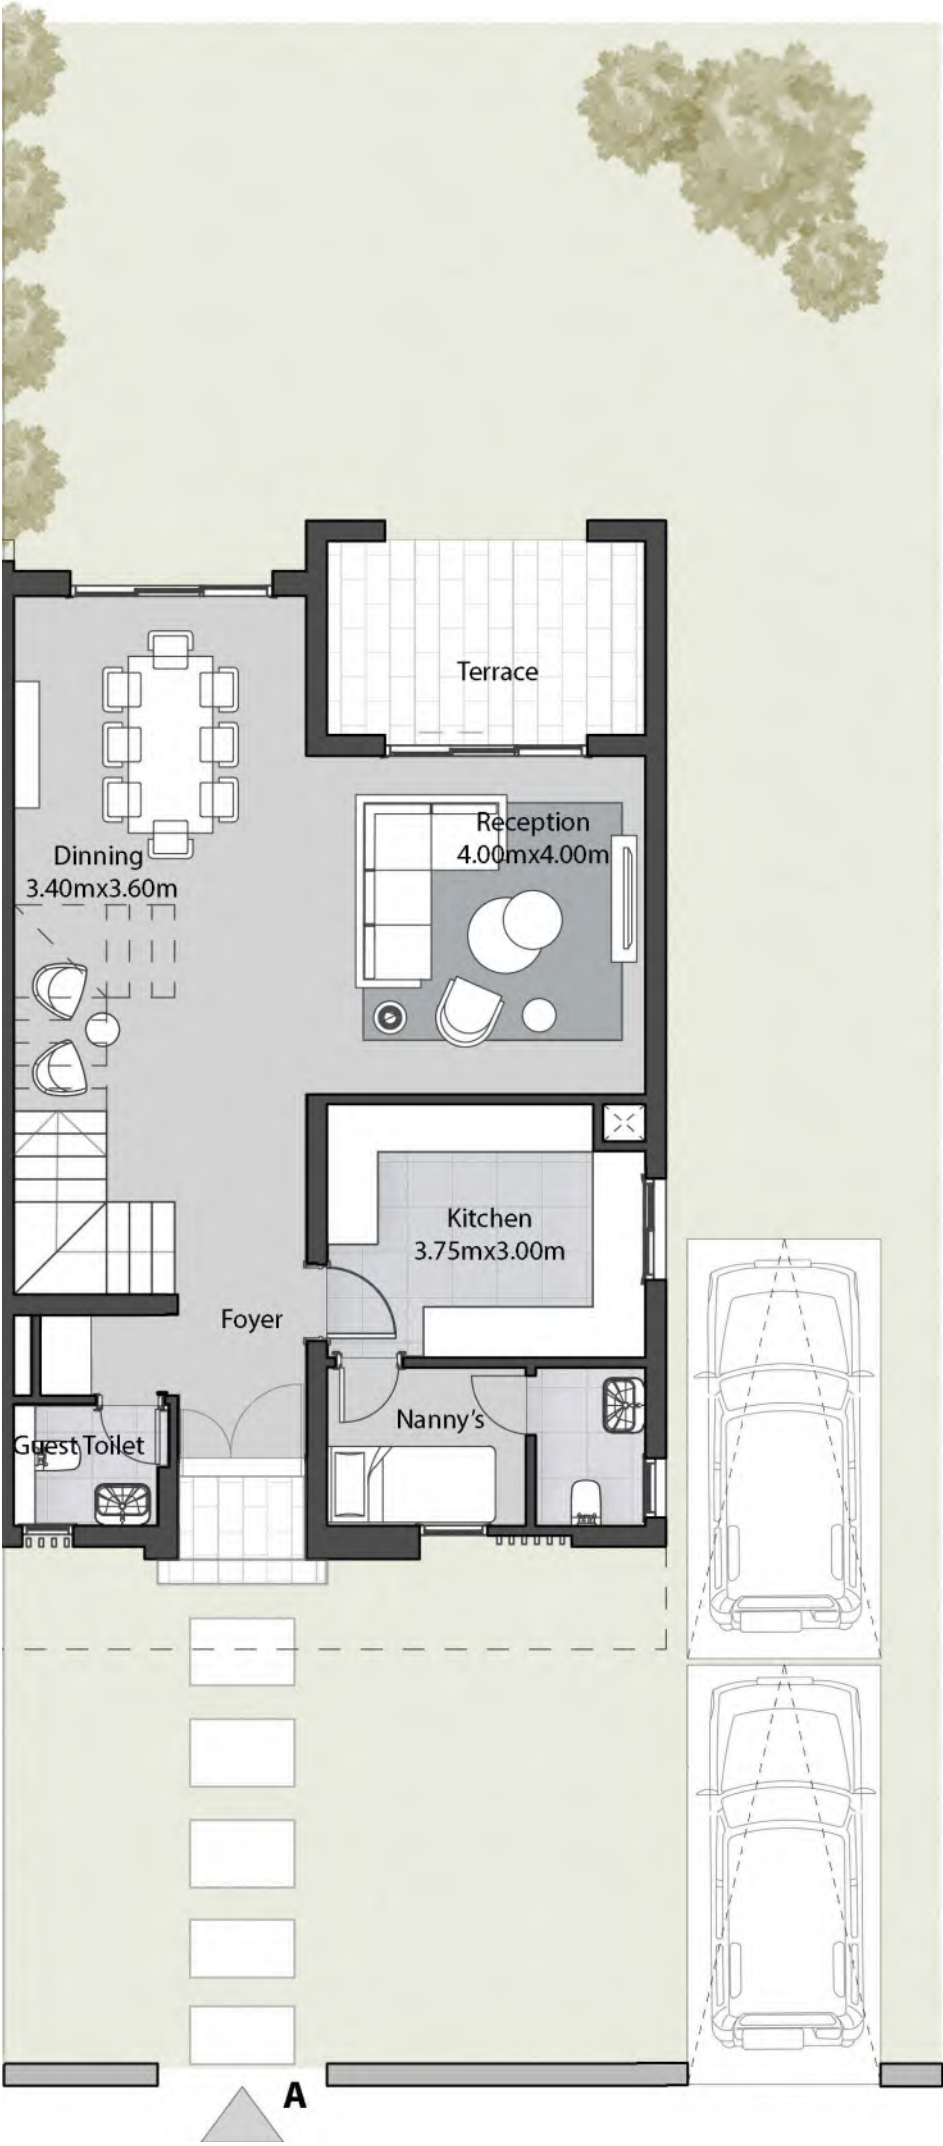 Terrace
Reception
4.00mx4.00m
Dinning
3.40mx3.60m
Kitchen
3.75mx3.00m
Foyer
Nanny's
Guest Toilet
A